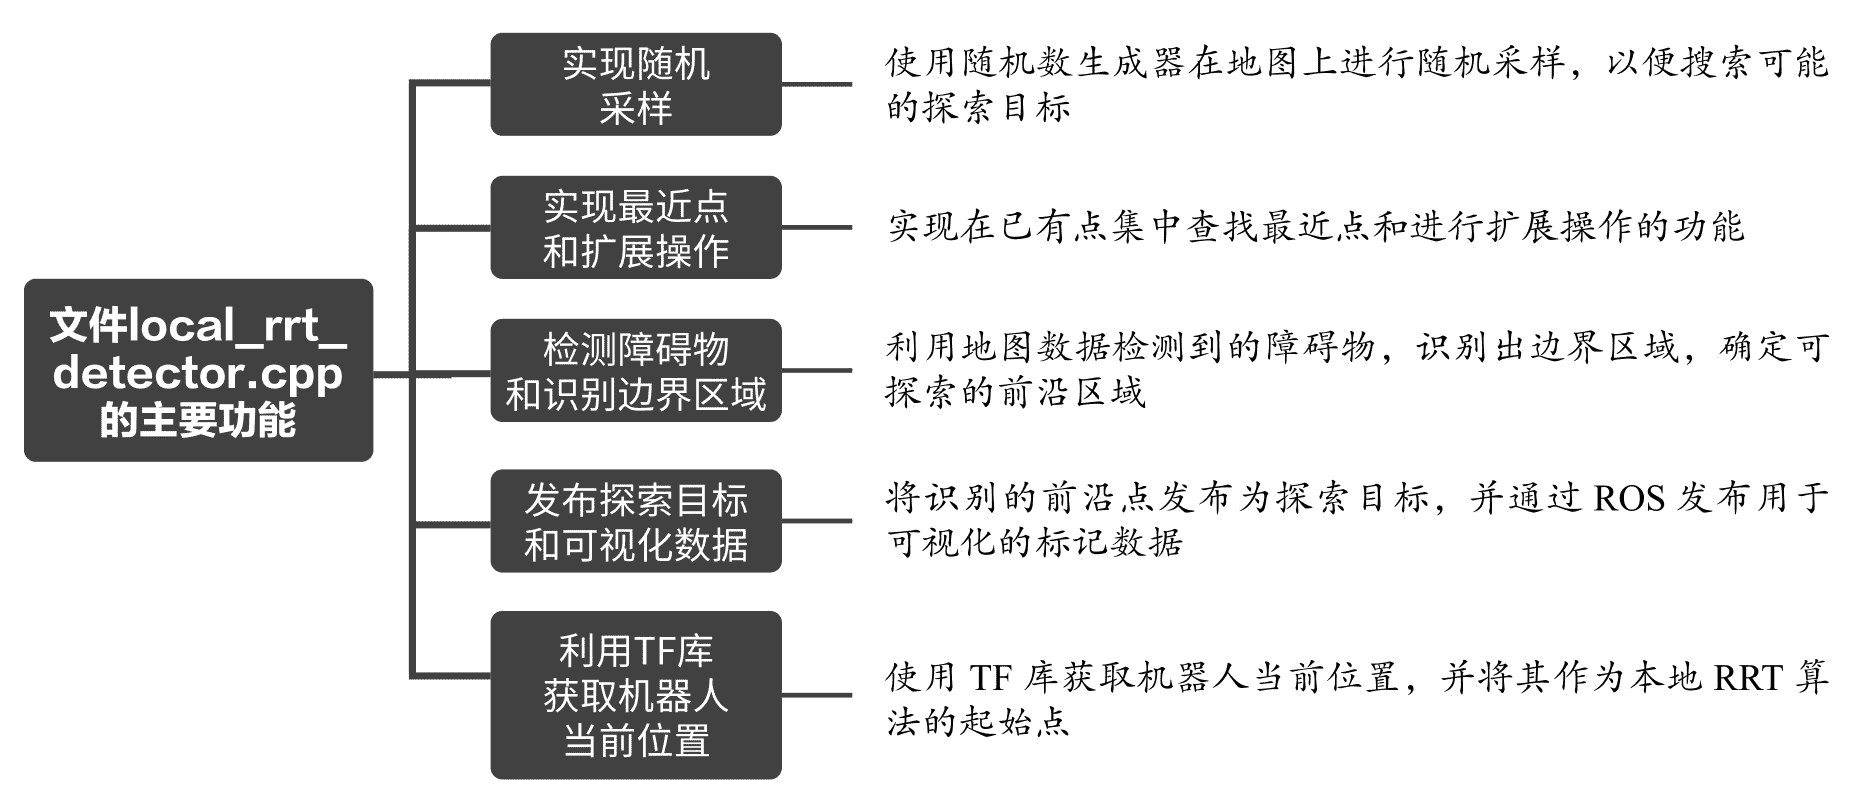 文件local_rrt_
detector.cpp
的主要功能
实现随机
采样
使用随机数生成器在地图上进行随机采样，以便搜索可能
的探索目标
实现最近点
和扩展操作
实现在已有点集中查找最近点和进行扩展操作的功能
检测障碍物
和识别边界区域
利用地图数据检测到的障碍物，识别出边界区域，确定可
探索的前沿区域
发布探索目标
和可视化数据
将识别的前沿点发布为探索目标，并通过 ROS 发布用于
可视化的标记数据
利用TF库
获取机器人
当前位置
使用 TF 库获取机器人当前位置，并将其作为本地 RRT 算
法的起始点